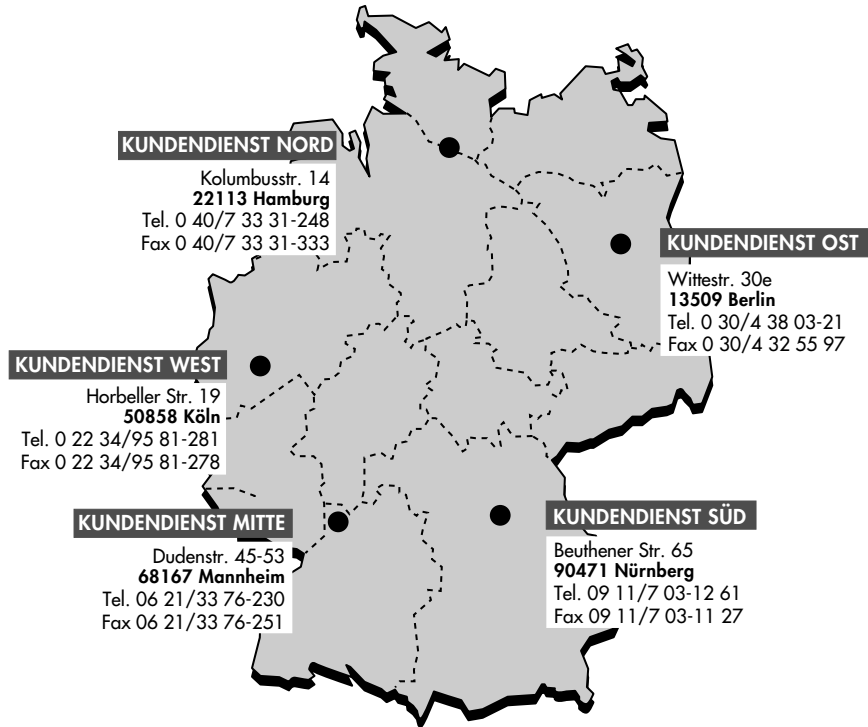 KUNDENDIENST NORD
Kolumbusstr. 14
22113 Hamburg
Tel. 0 40/7 33 31-248
Fax 0 40/7 33 31-333
KUNDENDIENST OST
Wittestr. 30e
13509 Berlin
Tel. 0 30/4 38 03-21
Fax 0 30/4 32 55 97
KUNDENDIENST WEST
Horbeller Str. 19
50858 Köln
Tel. 0 22 34/95 81-281
Fax 0 22 34/95 81-278
KUNDENDIENST MITTE
Dudenstr. 45-53
68167 Mannheim
Tel. 06 21/33 76-230
Fax 06 21/33 76-251
KUNDENDIENST SÜD
Beuthener Str. 65
90471 Nürnberg
Tel. 09 11/7 03-12 61
Fax 09 11/7 03-11 27